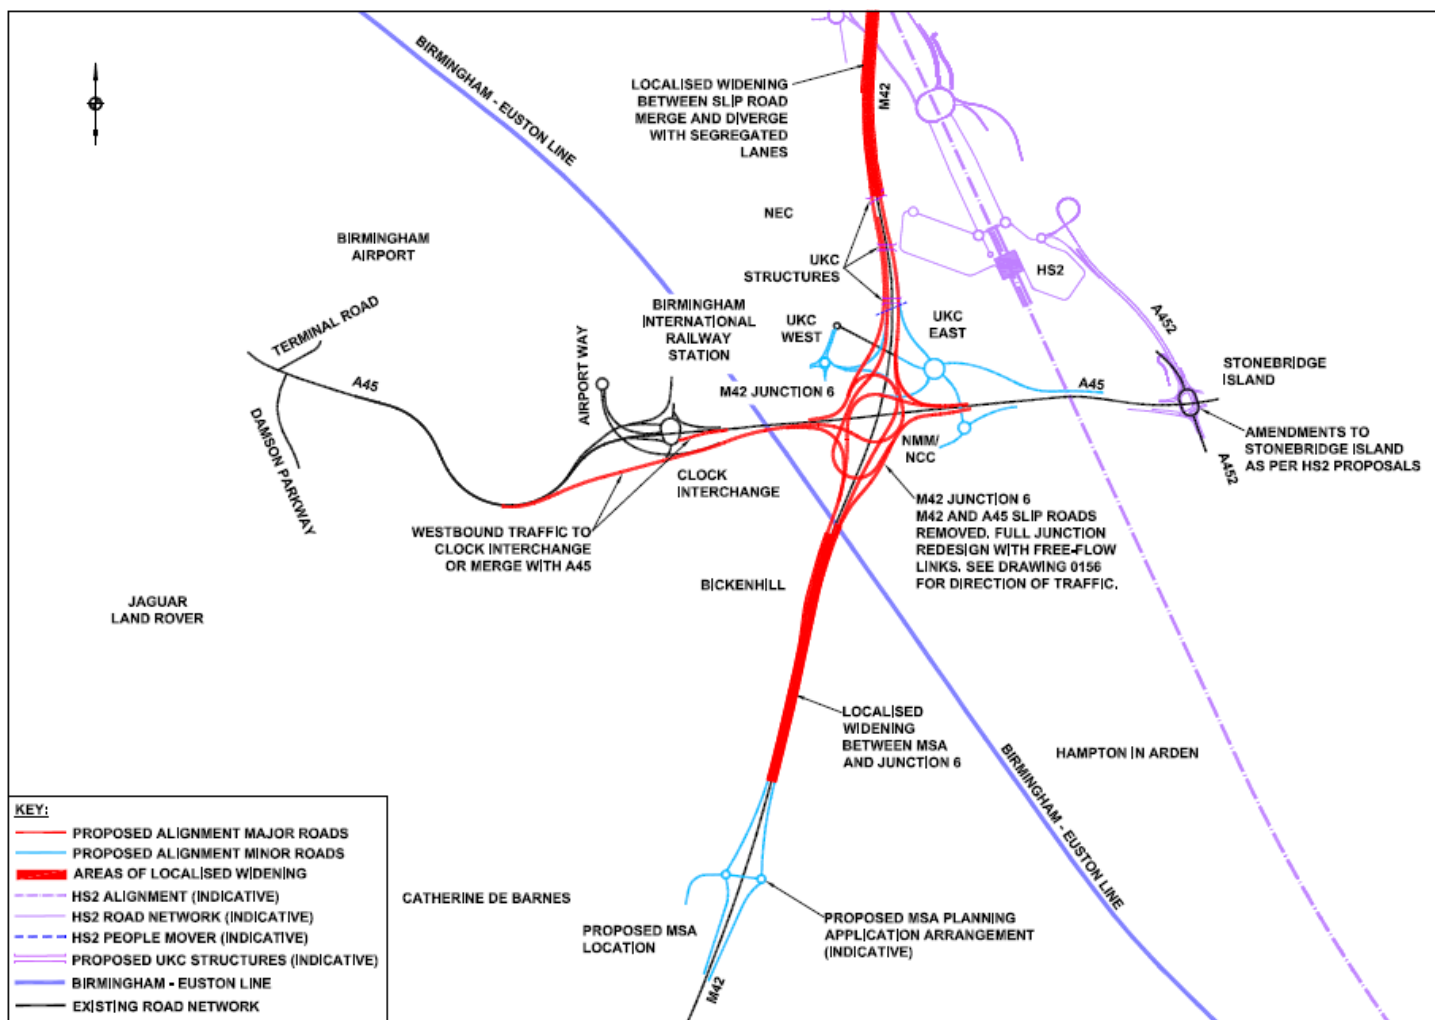 BIRMINGHAM - EUSTON LINE
LOCALISED WIDENING
BETWEEN SLIP ROAD
MERGE AND DIVERGE
WITH SEGREGATED
LANES
M42
NEC
BIRMINGHAM
AIRPORT
UKC
STRUCTURES
HS2
TERMINAL ROAD
BIRMINGHAM
INTERNATIONAL
RAILWAY
STATION
UKC
WEST
UKC
EAST
A452
STONEBRIDGE
ISLAND
A45
AIRPORT WAY
M42 JUNCTION 6
A45
DAMSON PARKWAY
NMM/
NCC
AMENDMENTS TO
STONEBRIDGE ISLAND
AS PER HS2 PROPOSALS
A452
CLOCK
INTERCHANGE
WESTBOUND TRAFFIC TO
CLOCK INTERCHANGE
OR MERGE WITH A45
M42 JUNCTION 6
M42 AND A45 SLIP ROADS
REMOVED. FULL JUNCTION
REDESIGN WITH FREE-FLOW
LINKS. SEE DRAWING 0156
FOR DIRECTION OF TRAFFIC.
BICKENHILL
JAGUAR
LAND ROVER
LOCALISED
WIDENING
BETWEEN MSA
AND JUNCTION 6
HAMPTON IN ARDEN
BIRMINGHAM - EUSTON LINE
CATHERINE DE BARNES
PROPOSED MSA
LOCATION
PROPOSED MSA PLANNING
APPLICATION ARRANGEMENT
(INDICATIVE)
M42
KEY:
PROPOSED ALIGNMENT MAJOR ROADS
PROPOSED ALIGNMENT MINOR ROADS
AREAS OF LOCALISED WIDENING
HS2 ALIGNMENT (INDICATIVE)
HS2 ROAD NETWORK (INDICATIVE)
HS2 PEOPLE MOVER (INDICATIVE)
PROPOSED UKC STRUCTURES (INDICATIVE)
BIRMINGHAM - EUSTON LINE
EXISTING ROAD NETWORK